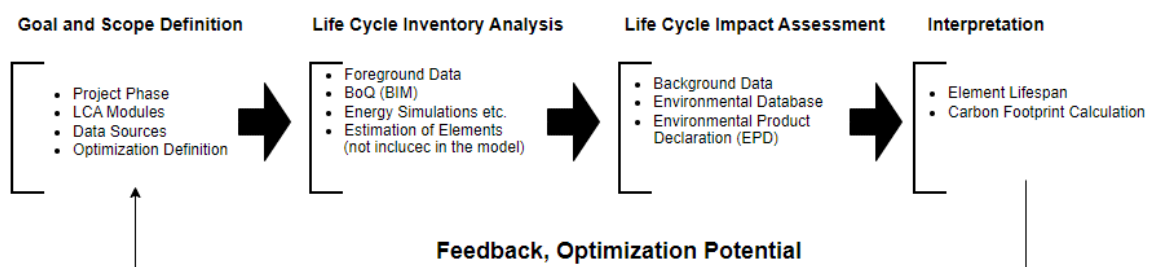 Goal and Scope Definition
Project Phase
LCA Modules
Data Sources
Optimization Definition
Life Cycle Inventory Analysis
Foreground Data
BoQ (BIM)
Energy Simulations etc.
Estimation of Elements
(not inclucec in the model)
Life Cycle Impact Assessment
Background Data
Environmental Database
Environmental Product
Declaration (EPD)
Interpretation
Element Lifespan
Carbon Footprint Calculation
Feedback, Optimization Potential